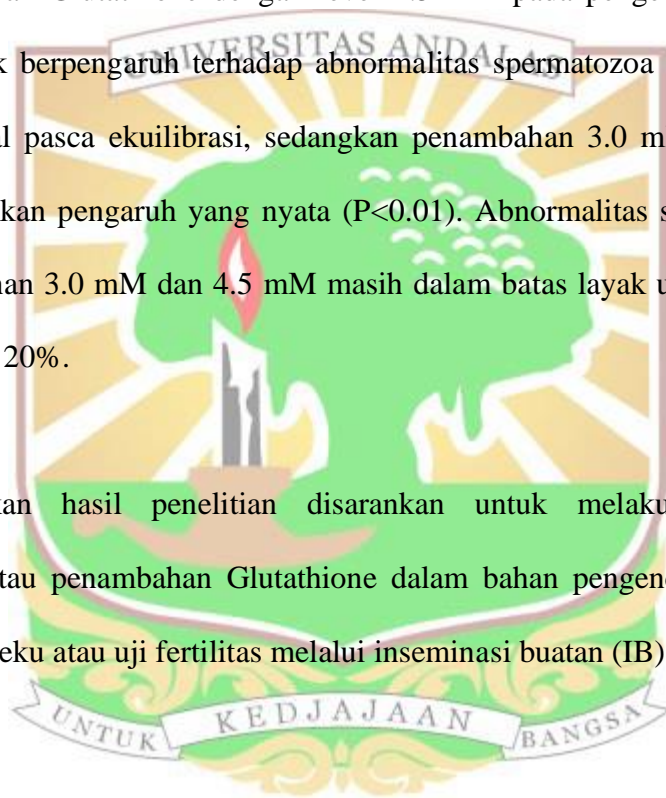 UNIVERSITAS ANDALAS
k berpengaruh terhadap abnormalitas spermatozoa
l pasca ekuilibrasi, sedangkan penambahan 3.0 m
kan pengaruh yang nyata (P<0.01). Abnormalitas s
an 3.0 mM dan 4.5 mM masih dalam batas layak u
20%.
kan hasil penelitian disarankan untuk melaku
tau penambahan Glutathione dalam bahan pengen
eku atau uji fertilitas melalui inseminasi buatan (IB)
UNTUK KEDJAJAAN BANGSA